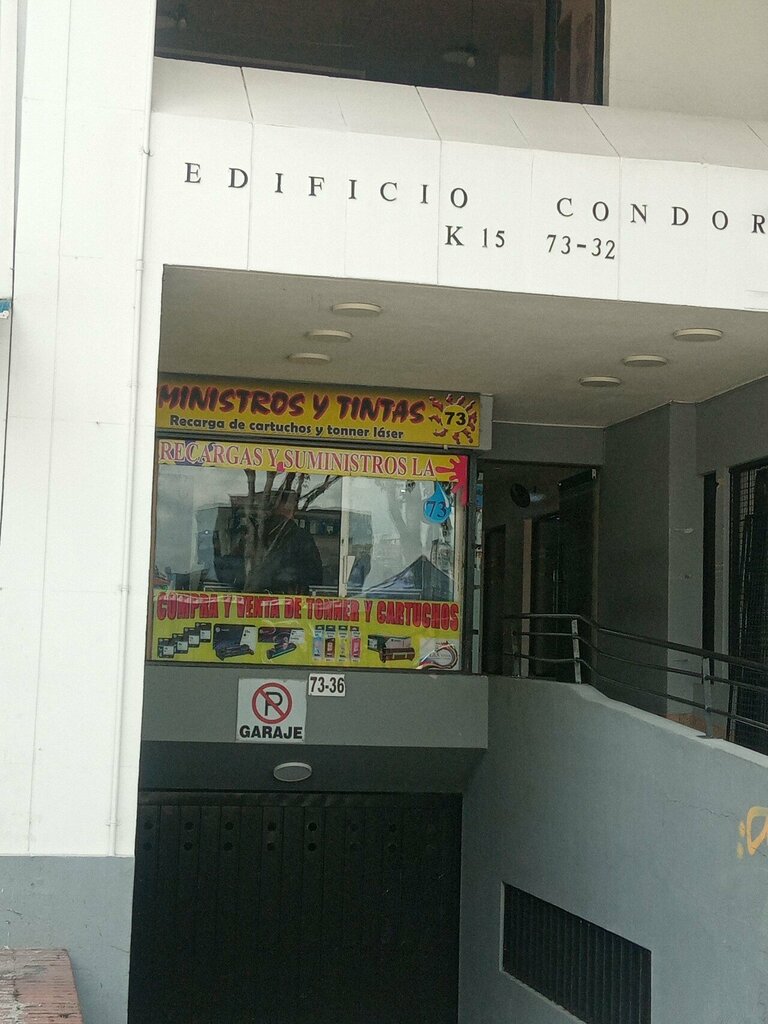 EDIFICIO CONDOR
K 15 73-32
MINISTROS Y TINTAS 73
Recarga de cartuchos y tonner láser
RECARGAS Y SUMINISTROS LA
73
COMPRA Y VENTA DE TONNER Y CARTUCHOS
73-36
P
GARAJE